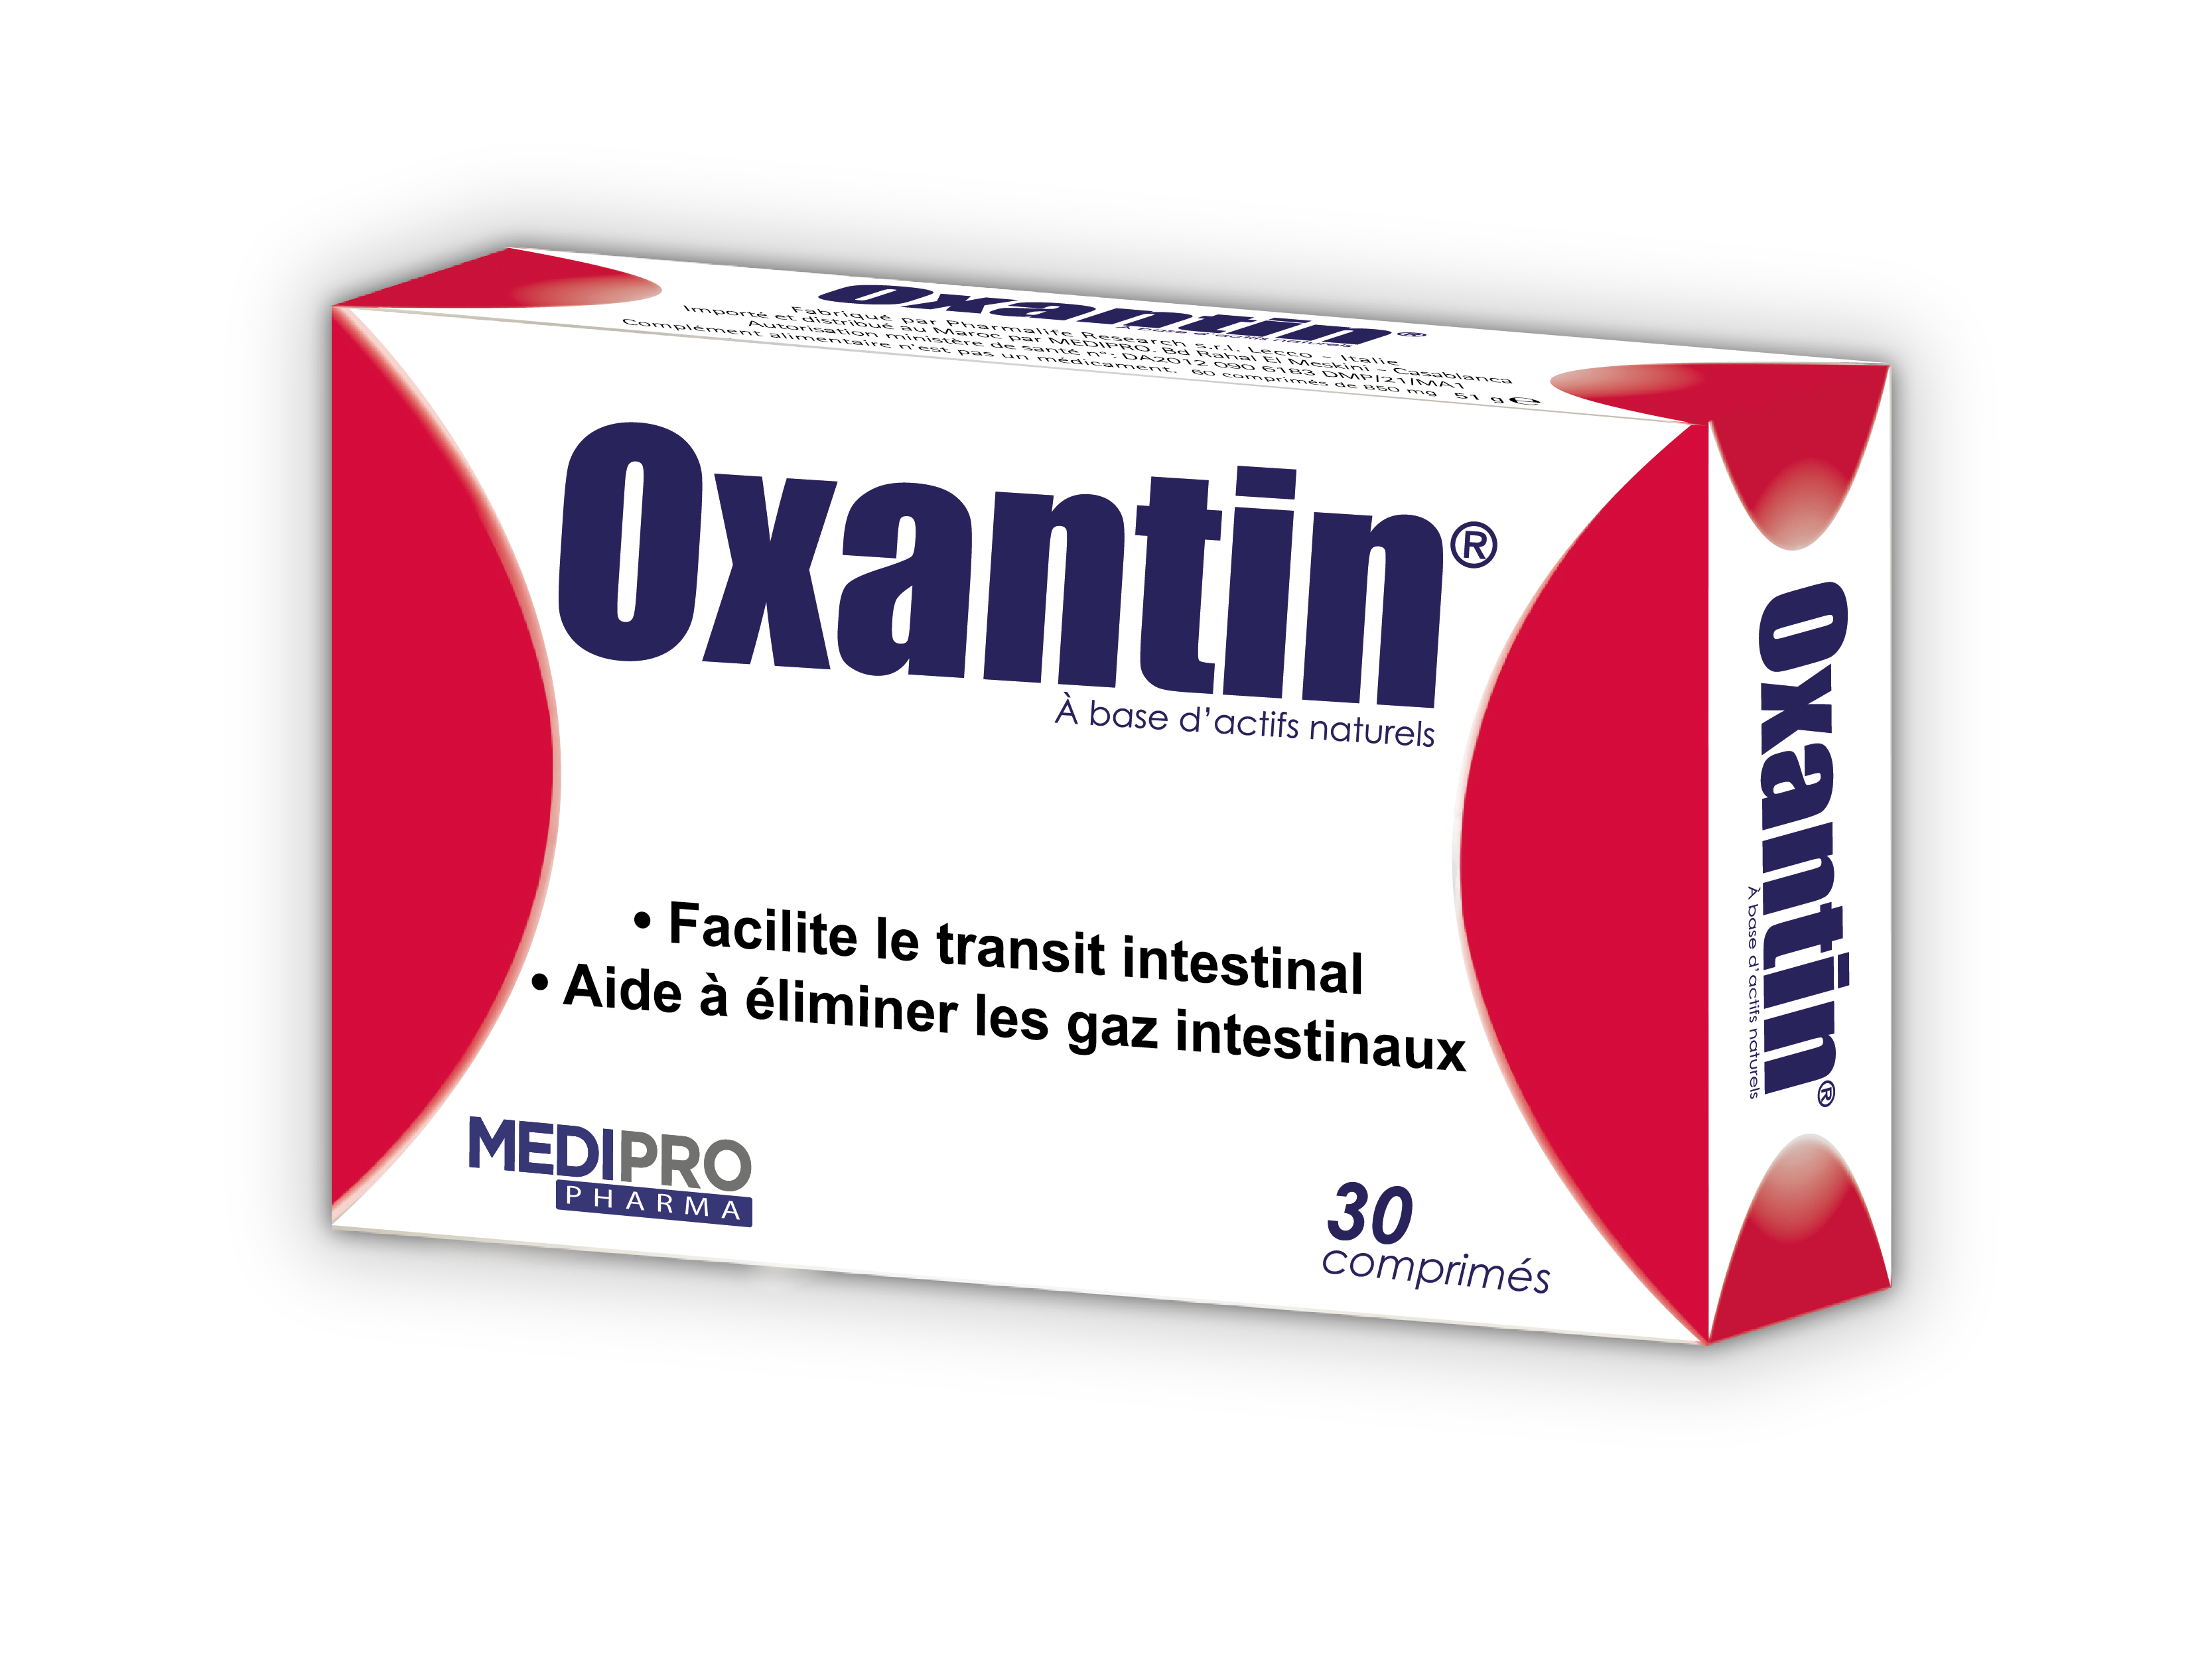 Oxantin®
À base d'actifs naturels
Fabriqué par Pharmalife Research s.r.l. Lecco - Italie
Importé et distribué au Maroc par MEDIPRO. Bd Rahal El Meskini - Casablanca
Autorisation ministère de santé n°: DA2012 090 6183 DMP/21/MA1
Complément alimentaire n'est pas un médicament. 60 comprimés de 850 mg 51 g e
Oxantin®
À base d'actifs naturels
• Facilite le transit intestinal
• Aide à éliminer les gaz intestinaux
MEDIPRO
PHARMA
30
comprimés
Oxantin®
À base d'actifs naturels